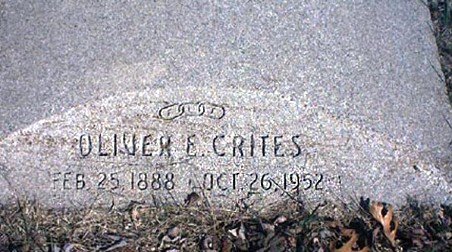 OLIVER E. CRITES
FEB 25 1888 OCT 26 1952